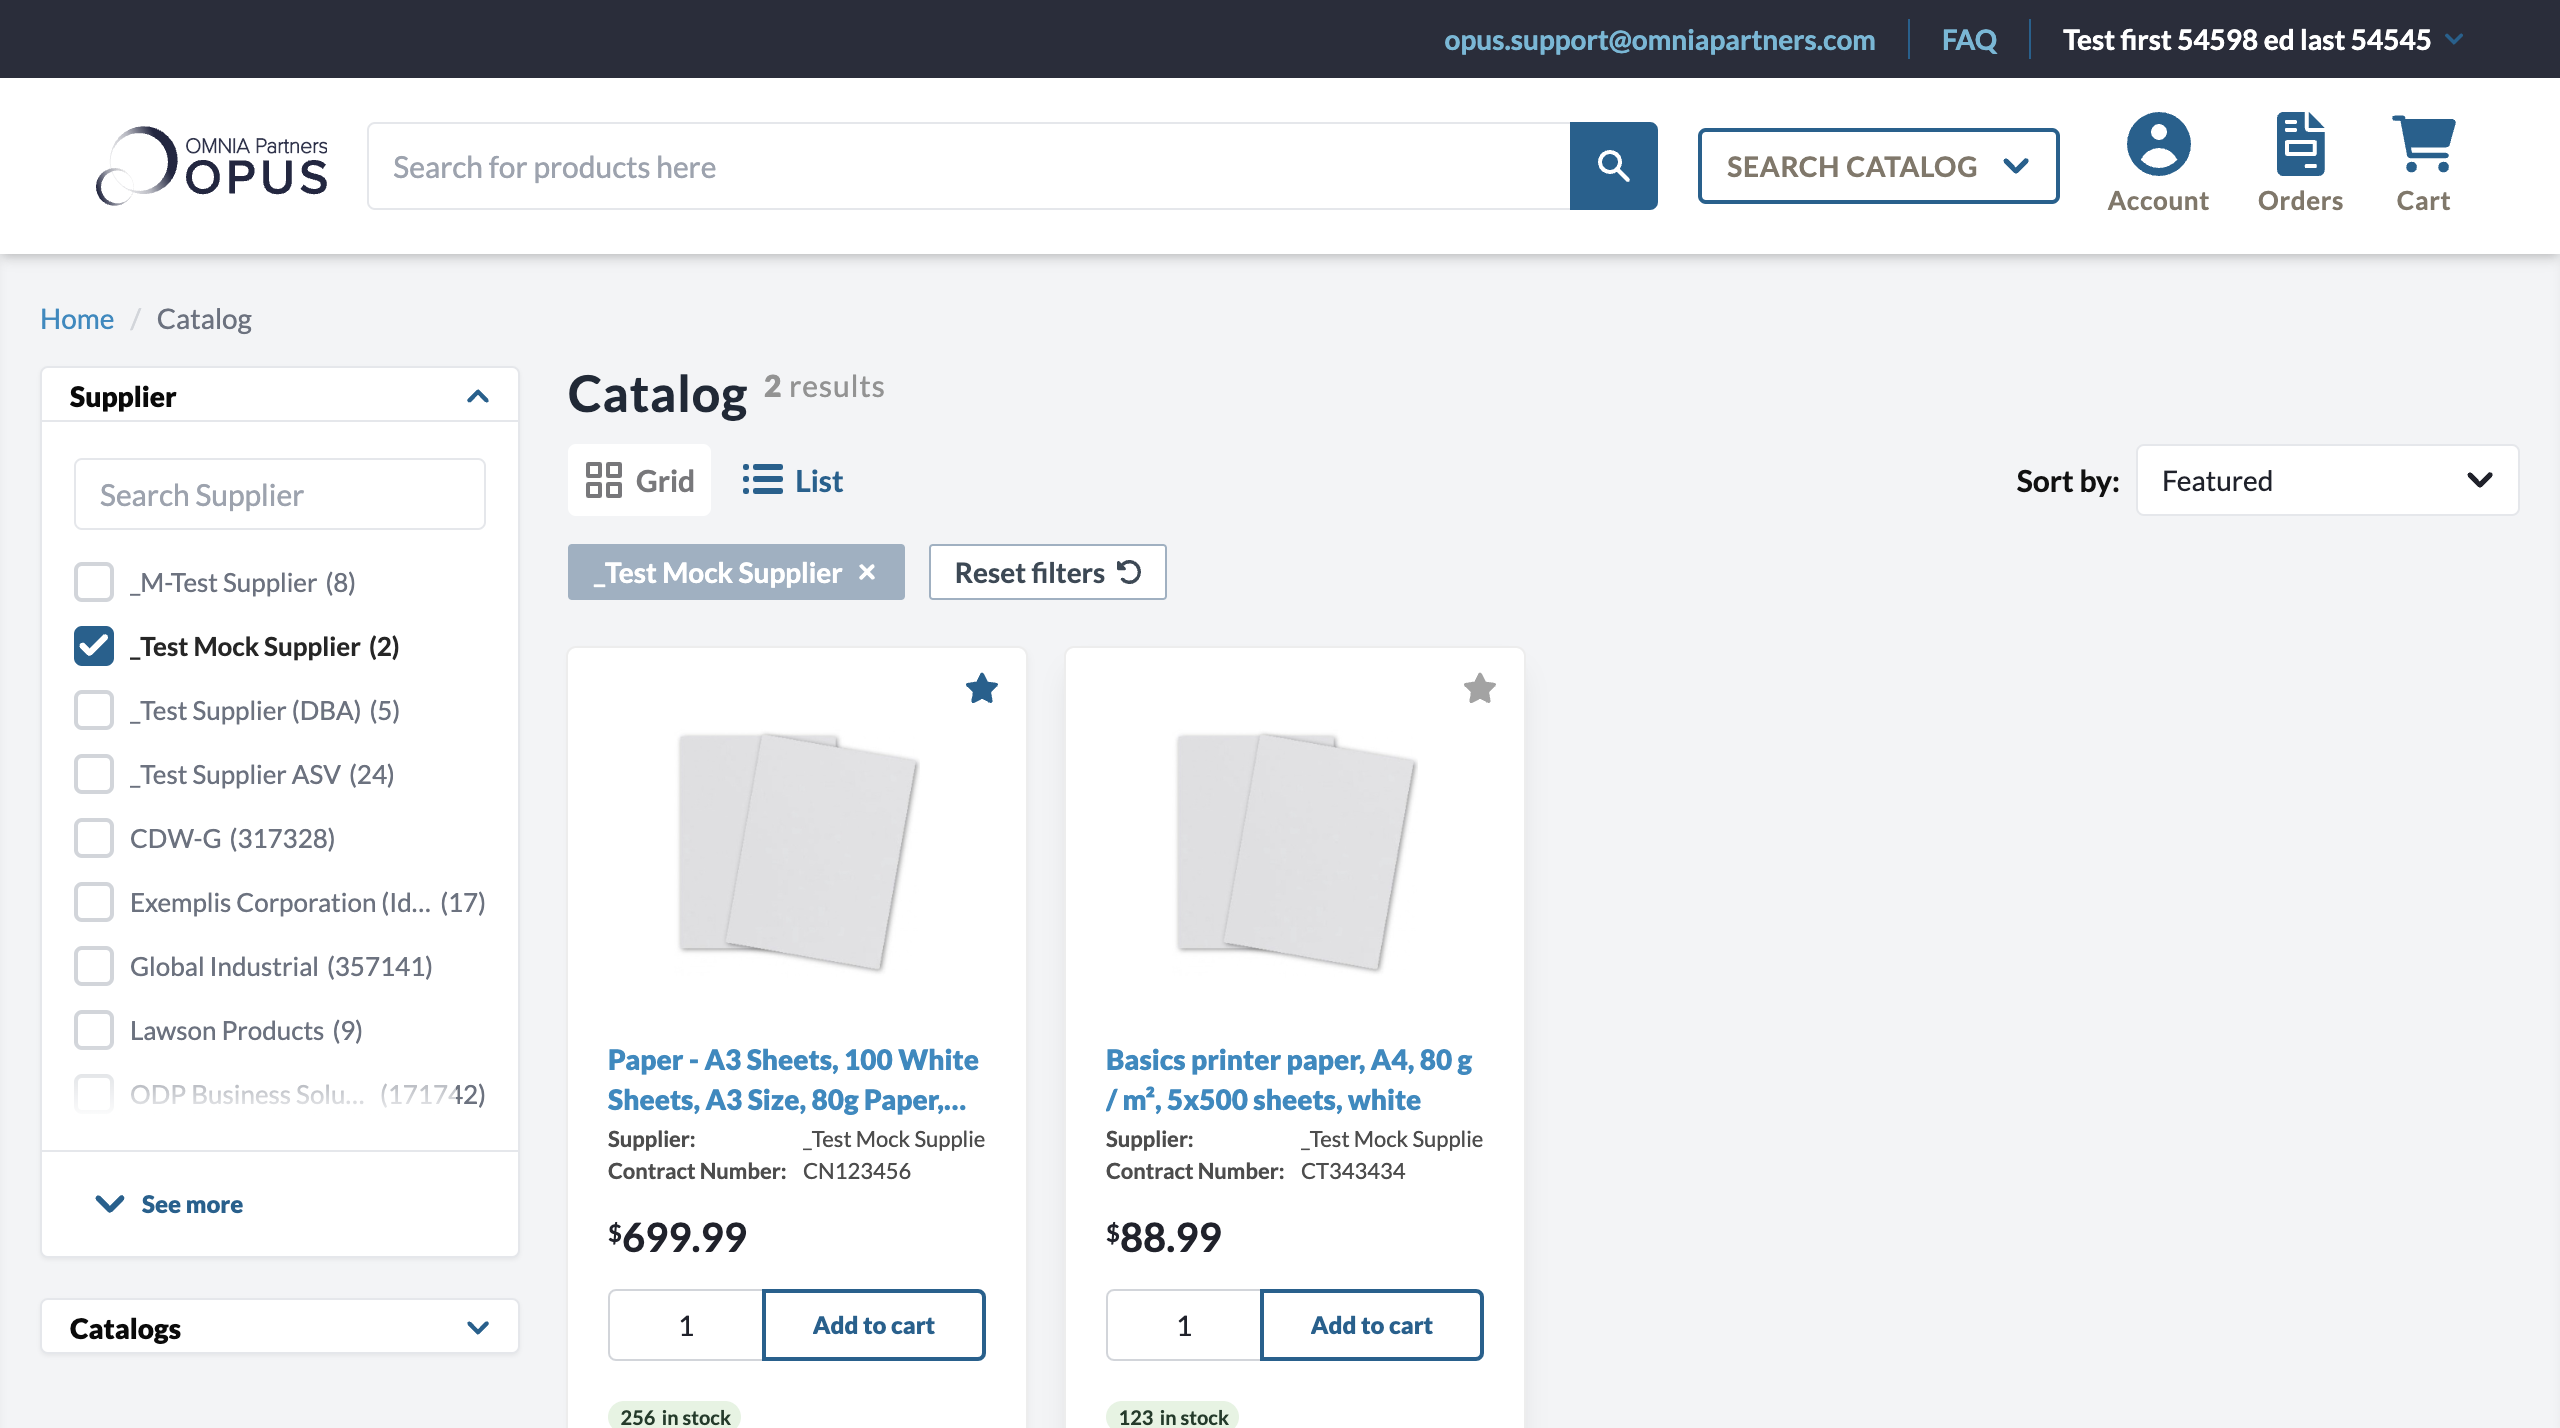 opus.support@omniapartners.com
FAQ
Test first 54598 ed last 54545
OMNIA Partners
OPUS
Search for products here
SEARCH CATALOG
Account
Orders
Cart
Home / Catalog
Supplier
Search Supplier
_M-Test Supplier (8)
_Test Mock Supplier (2)
_Test Supplier (DBA) (5)
_Test Supplier ASV (24)
CDW-G (317328)
Exemplis Corporation (Id... (17)
Global Industrial (357141)
Lawson Products (9)
ODP Business Solu... (171742)
See more
Catalogs
Catalog 2 results
Grid
List
Sort by:
Featured
_Test Mock Supplier ×
Reset filters
Paper - A3 Sheets, 100 White
Sheets, A3 Size, 80g Paper,...
Supplier: _Test Mock Supplie
Contract Number: CN123456
$699.99
1
Add to cart
256 in stock
Basics printer paper, A4, 80 g
/ m², 5x500 sheets, white
Supplier: _Test Mock Supplie
Contract Number: CT343434
$88.99
1
Add to cart
123 in stock